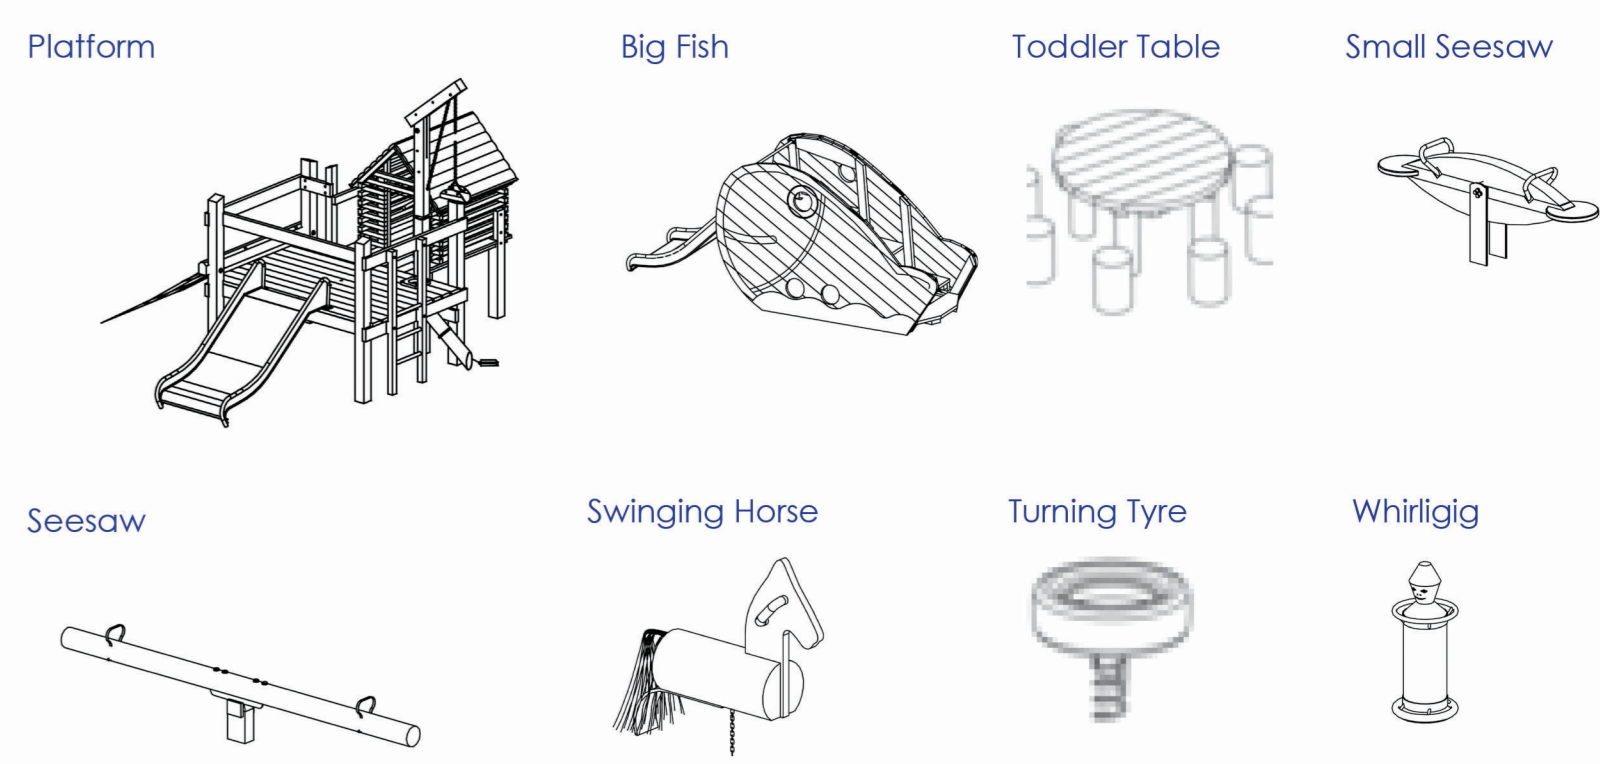 Platform
Big Fish
Toddler Table
Small Seesaw
Seesaw
Swinging Horse
Turning Tyre
Whirligig